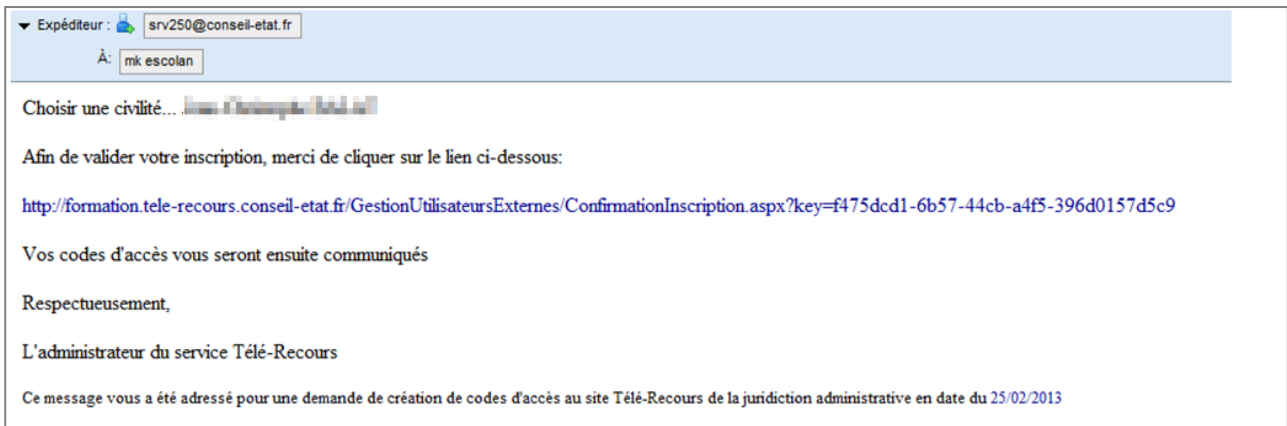 Expéditeur : srv250@conseil-etat.fr
À: mk escolan
Choisir une civilité...
Afin de valider votre inscription, merci de cliquer sur le lien ci-dessous:
http://formation.tele-recours.conseil-etat.fr/GestionUtilisateursExternes/ConfirmationInscription.aspx?key=f475dcd1-6b57-44cb-a4f5-396d0157d5c9
Vos codes d'accès vous seront ensuite communiqués
Respectueusement,
L'administrateur du service Télé-Recours
Ce message vous a été adressé pour une demande de création de codes d'accès au site Télé-Recours de la juridiction administrative en date du 25/02/2013